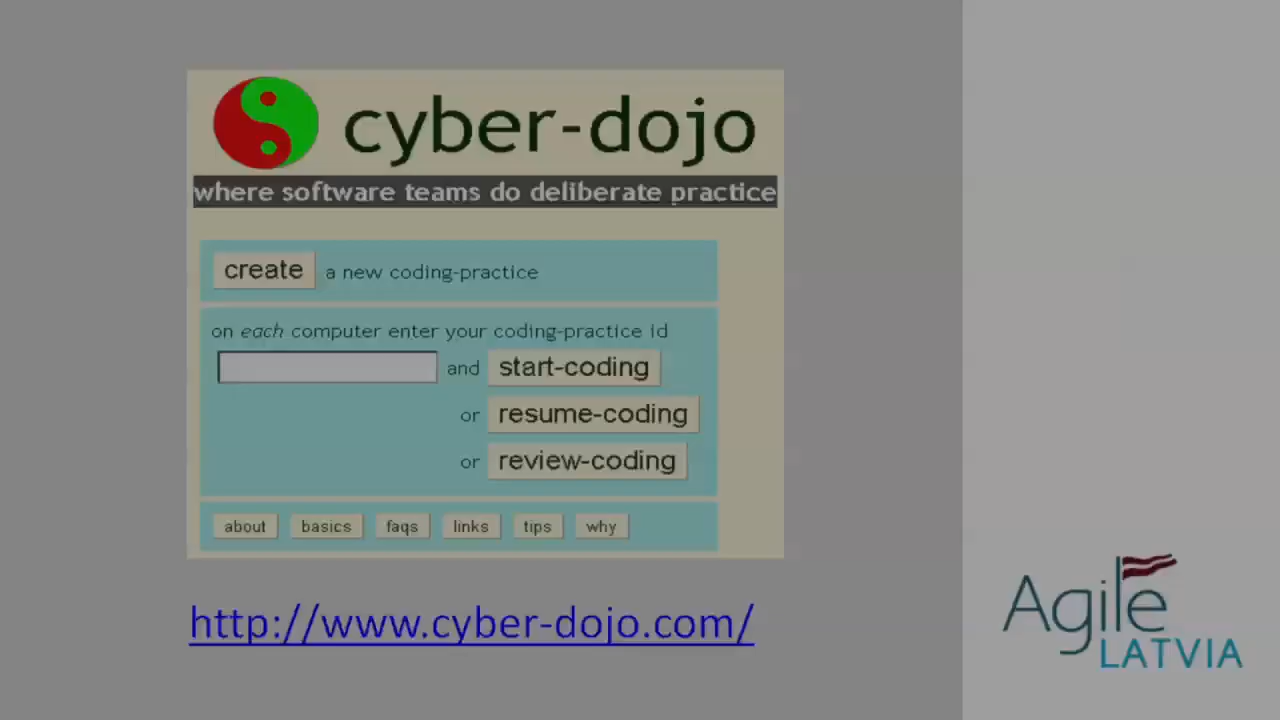 cyber-dojo
where software teams do deliberate practice
create a new coding-practice
on each computer enter your coding-practice id
and start-coding
or resume-coding
or review-coding
about basics faqs links tips why
http://www.cyber-dojo.com/
Agile
LATVIA